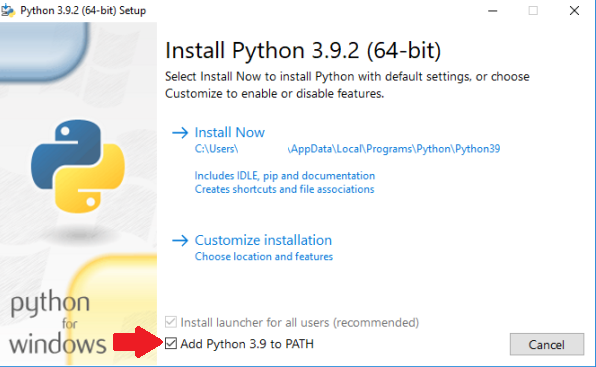 Python 3.9.2 (64-bit) Setup
Install Python 3.9.2 (64-bit)
Select Install Now to install Python with default settings, or choose
Customize to enable or disable features.
Install Now
C:\Users\ \AppData\Local\Programs\Python\Python39
Includes IDLE, pip and documentation
Creates shortcuts and file associations
Customize installation
Choose location and features
python
for
windows
Install launcher for all users (recommended)
Add Python 3.9 to PATH
Cancel